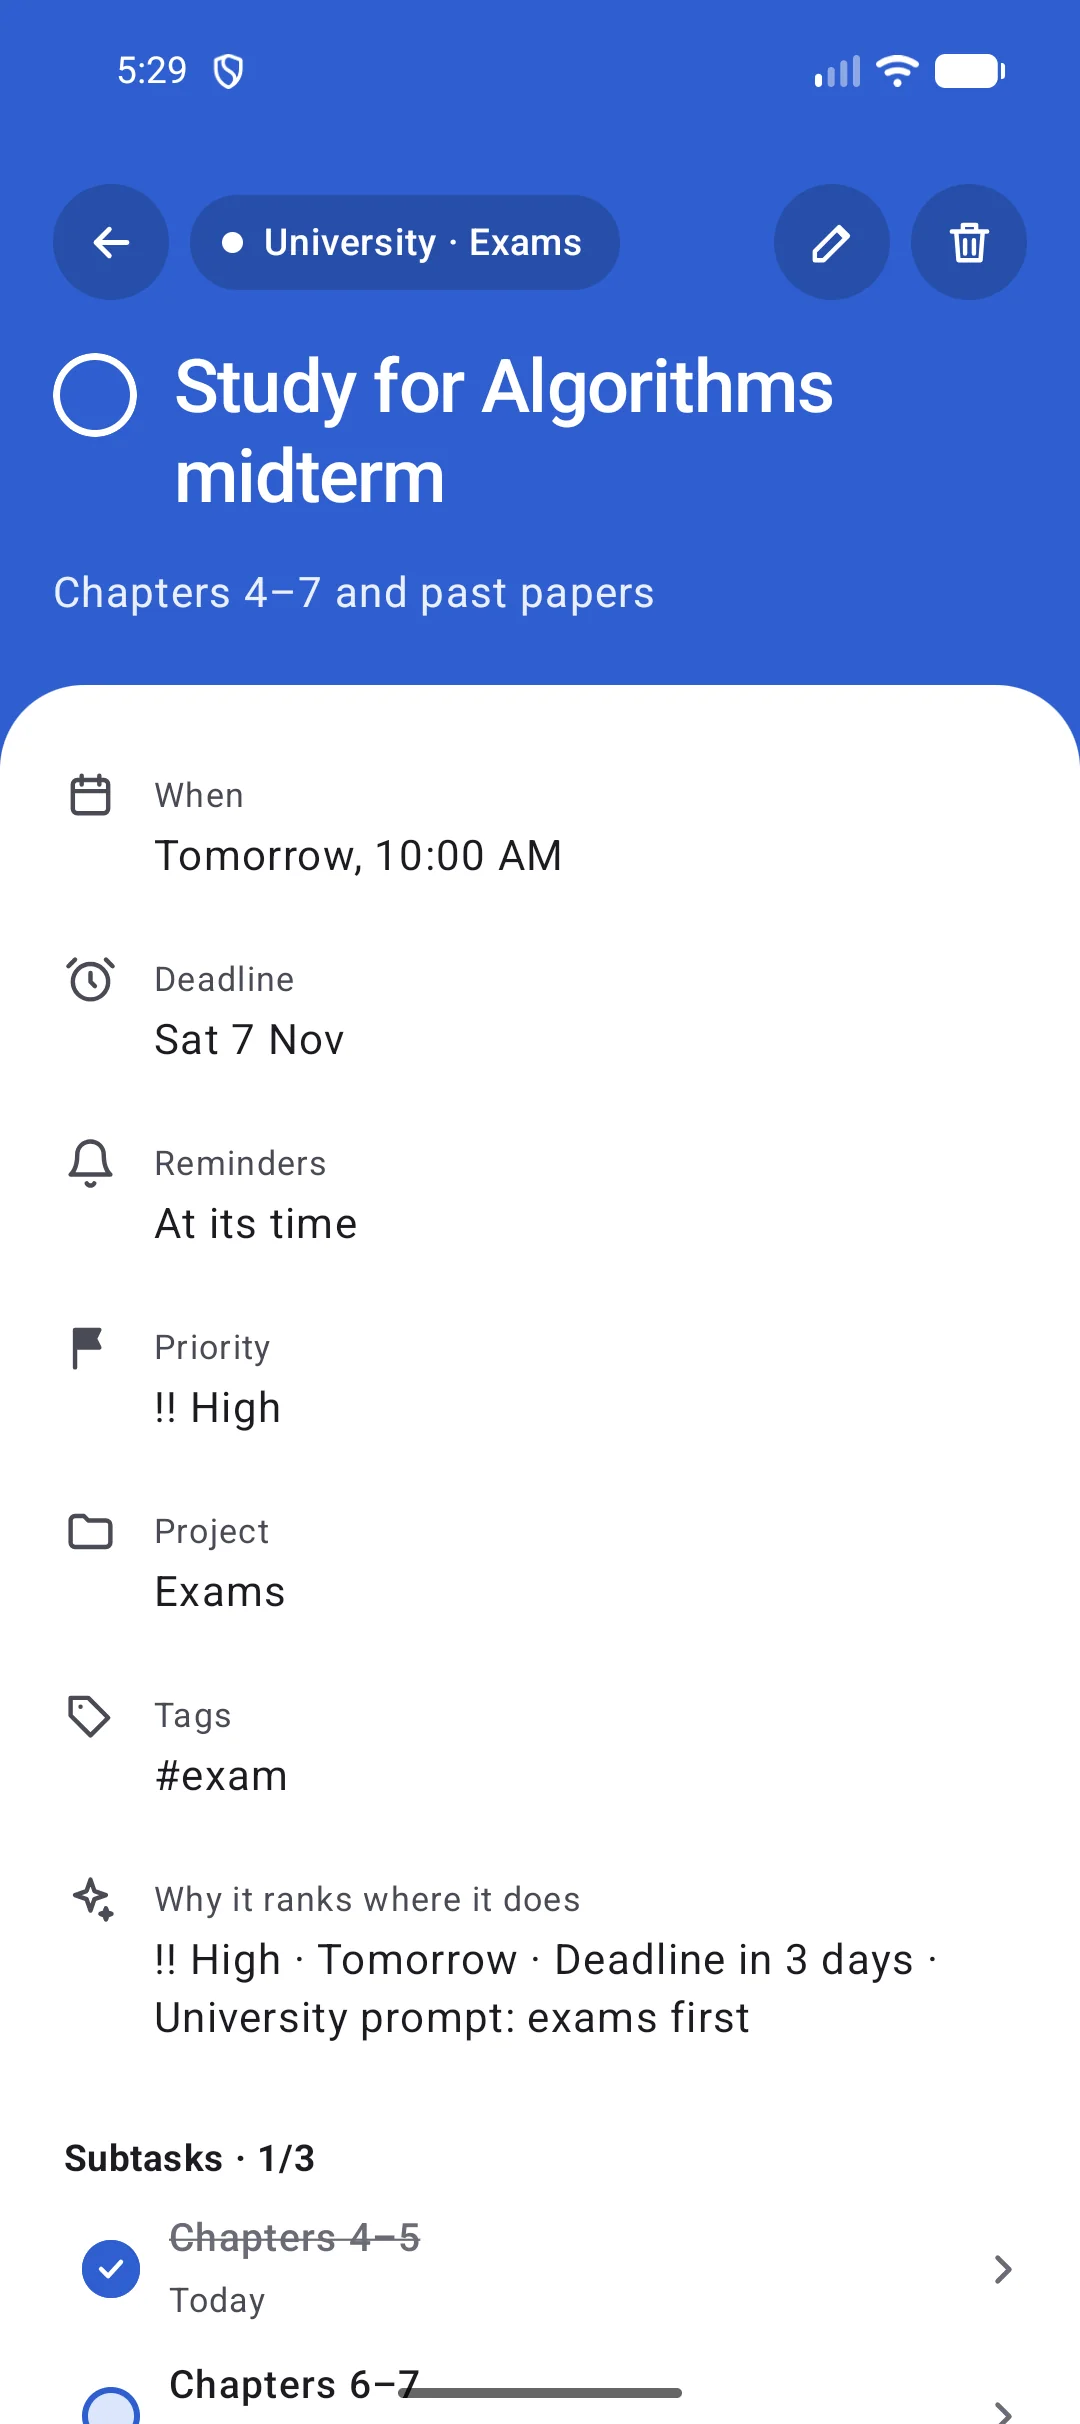 5:29
University · Exams
Study for Algorithms
midterm
Chapters 4–7 and past papers
When
Tomorrow, 10:00 AM
Deadline
Sat 7 Nov
Reminders
At its time
Priority
!! High
Project
Exams
Tags
#exam
Why it ranks where it does
!! High · Tomorrow · Deadline in 3 days ·
University prompt: exams first
Subtasks · 1/3
Chapters 4–5
Today
Chapters 6–7